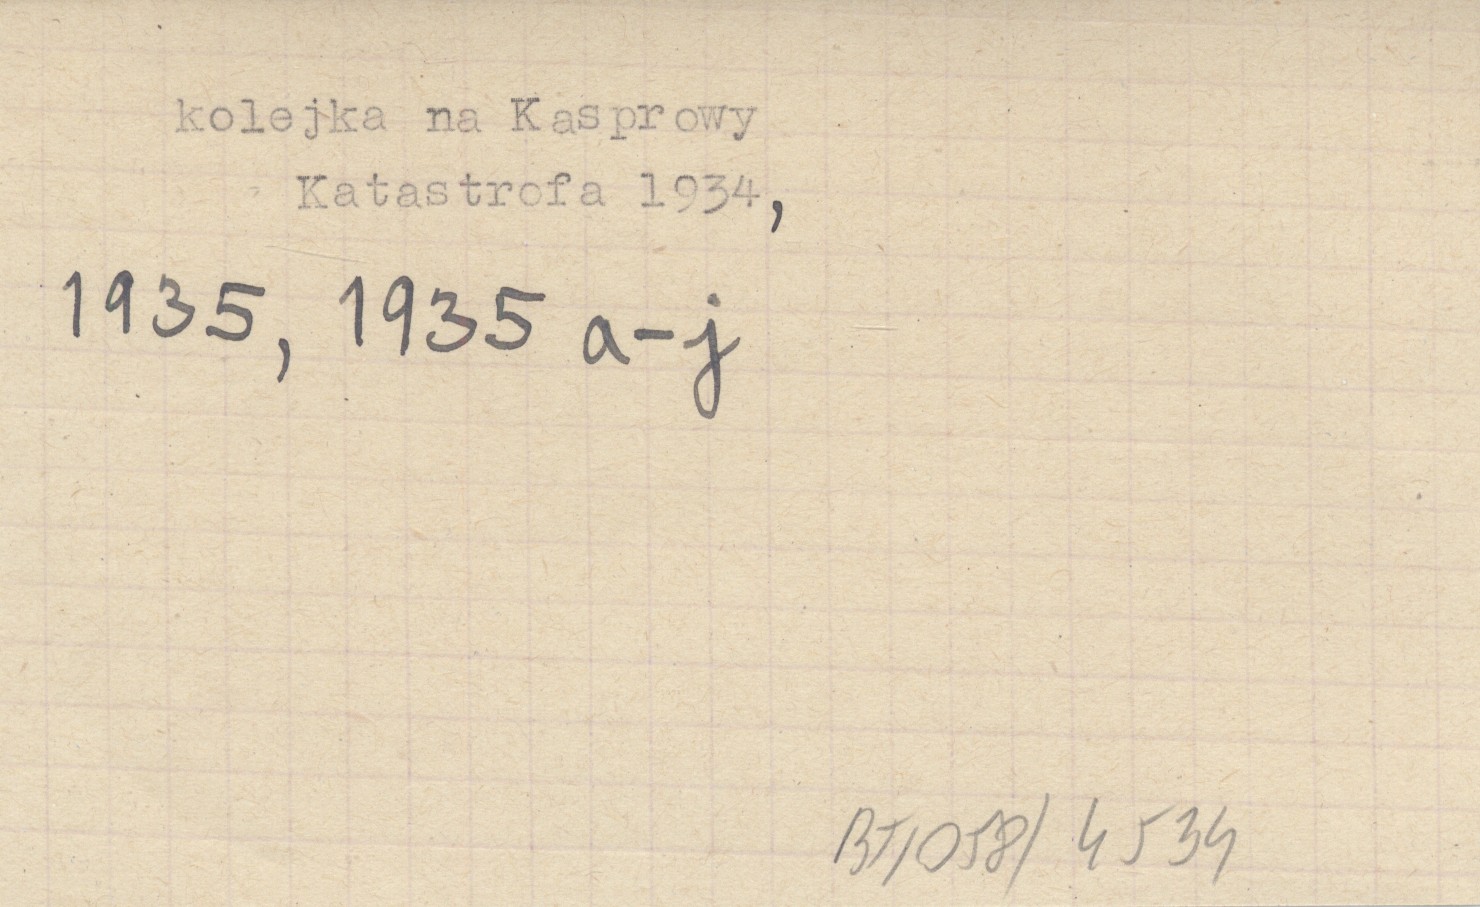 kolejka na Kasprowy
Katastrofa 1934,
1935, 1935 a-j
BT/058/4534